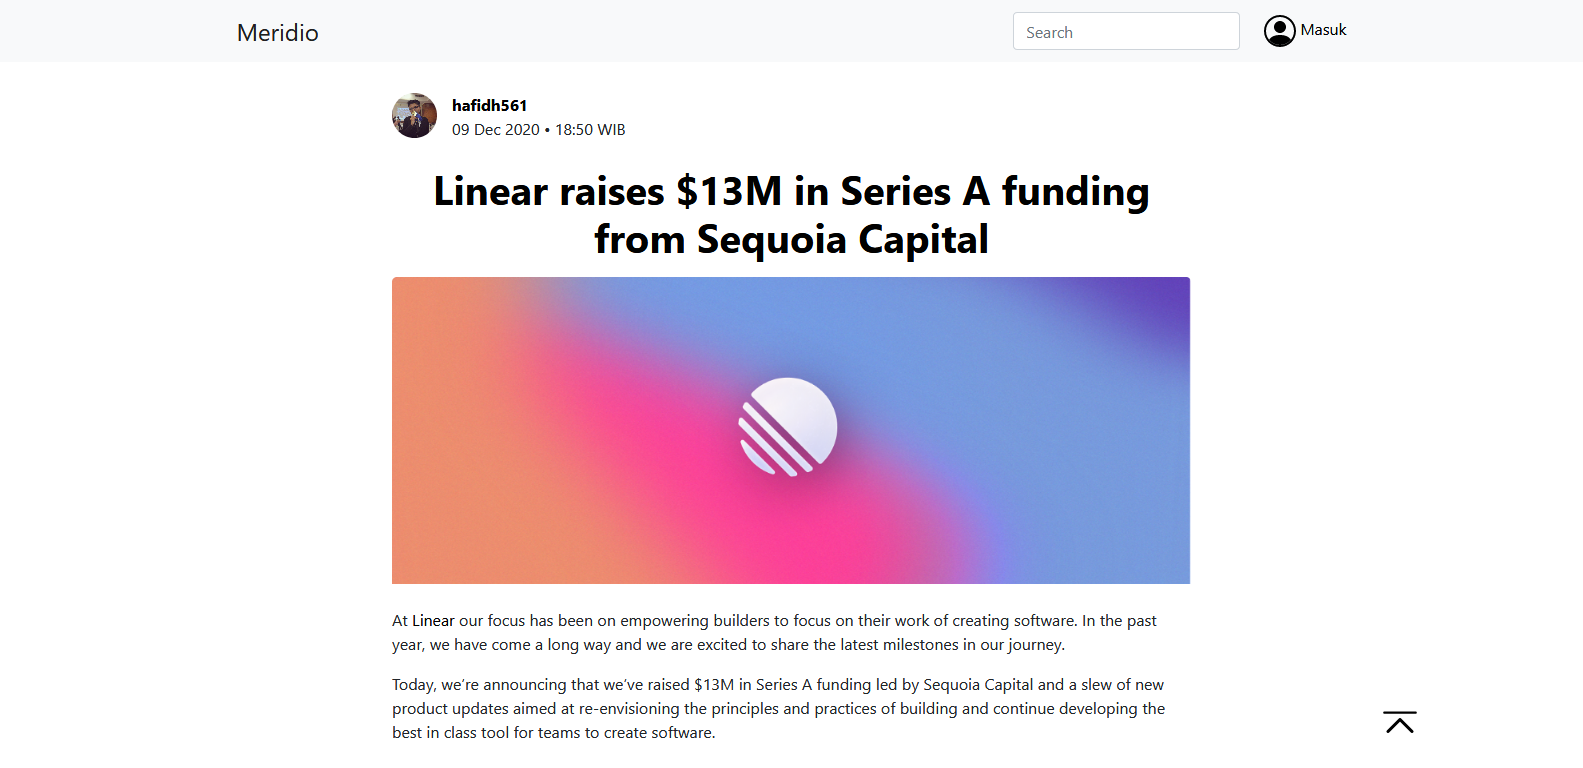 Meridio
Search
Masuk
hafidh561
09 Dec 2020 • 18:50 WIB
Linear raises $13M in Series A funding
from Sequoia Capital
At Linear our focus has been on empowering builders to focus on their work of creating software. In the past
year, we have come a long way and we are excited to share the latest milestones in our journey.
Today, we’re announcing that we’ve raised $13M in Series A funding led by Sequoia Capital and a slew of new
product updates aimed at re-envisioning the principles and practices of building and continue developing the
best in class tool for teams to create software.